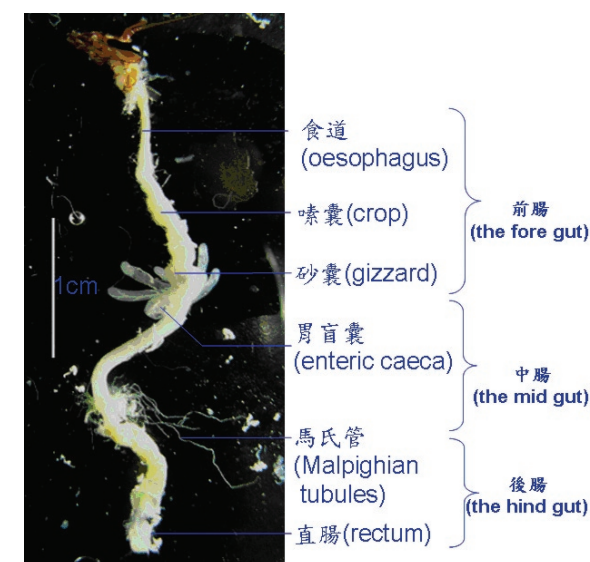 食道
(oesophagus)
嗉囊(crop)
砂囊(gizzard)
胃盲囊
(enteric caeca)
馬氏管
(Malpighian
tubules)
直腸(rectum)
前腸
(the fore gut)
中腸
(the mid gut)
後腸
(the hind gut)
1cm